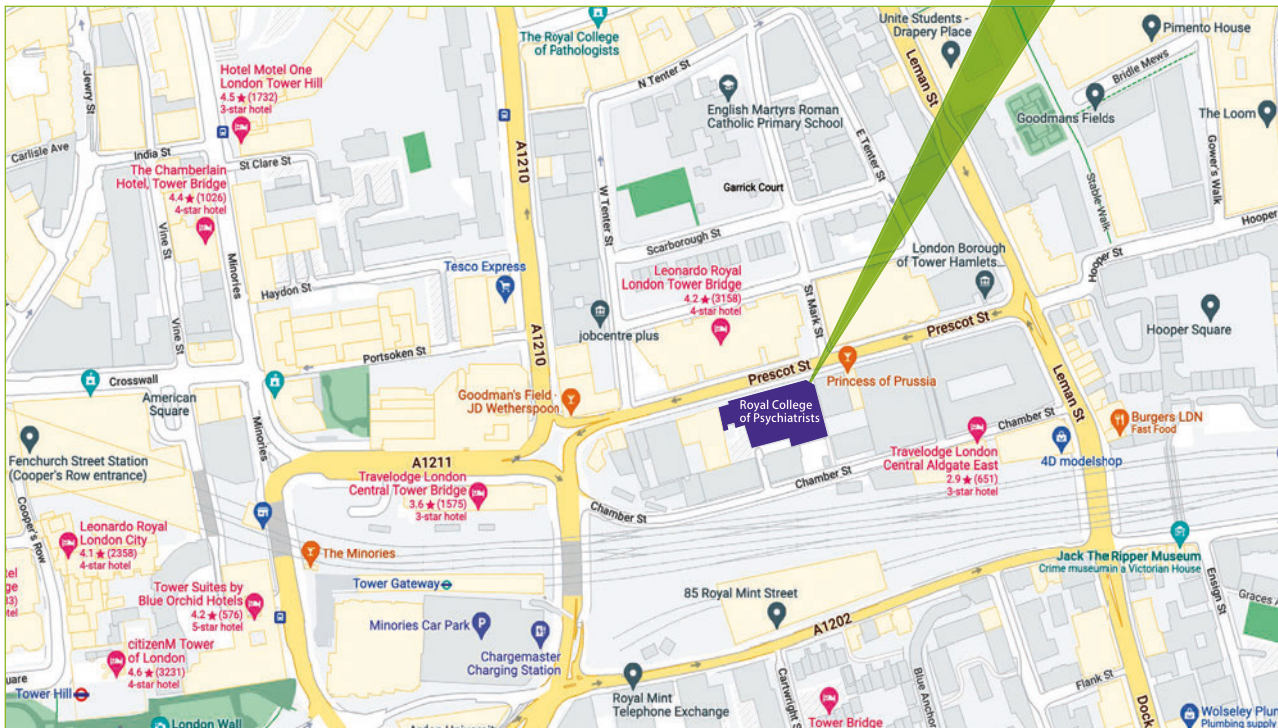 The Royal College
of Pathologists
Unite Students -
Drapery Place
Pimento House
Jewry St
Hotel Motel One
London Tower Hill
4.5 ★ (1732)
3-star hotel
N Tenter St
Leman St
Bridle Mews
English Martyrs Roman
Catholic Primary School
Goodmans Fields
The Loom
A1210
Carlisle Ave
India St
St Clare St
E Tenter St
The Chamberlain
Hotel, Tower Bridge
4.4 ★ (1026)
4-star hotel
Garrick Court
W Tenter St
Stable Walk
Gower's Walk
Hooper
Vine St
Minories
Scarborough St
London Borough
of Tower Hamlets...
Hooper St
Tesco Express
Leonardo Royal
London Tower Bridge
4.2 ★ (3158)
4-star hotel
Haydon St
St Mark St
Vine St
A1210
jobcentre plus
Prescot St
Hooper Square
Portsoken St
Prescot St
Princess of Prussia
Crosswall
American
Square
Goodman's Field -
JD Wetherspoon
Royal College
of Psychiatrists
Leman St
Minories
Chamber St
Burgers LDN
Fast Food
Fenchurch Street Station
(Cooper's Row entrance)
A1211
Travelodge London
Central Aldgate East
2.9 ★ (651)
3-star hotel
4D modelshop
Travelodge London
Central Tower Bridge
3.6 ★ (1575)
3-star hotel
Chamber St
Chamber St
Cooper's Row
Leonardo Royal
London City
4.1 ★ (2358)
4-star hotel
The Minories
Jack The Ripper Museum
Crime museum in a Victorian House
Tower Gateway
Tower Suites by
Blue Orchid Hotels
4.2 ★ (576)
5-star hotel
85 Royal Mint Street
Ensign St
Graces
A1202
Minories Car Park
P
Chargemaster
Charging Station
citizenM Tower
of London
4.6 ★ (3231)
4-star hotel
Tower Hill
Royal Mint
Telephone Exchange
Cartwright S
Blue Anchor
Flank St
Dock
London Wall
Tower Bridge
Wolseley Plum
Plumbing supply